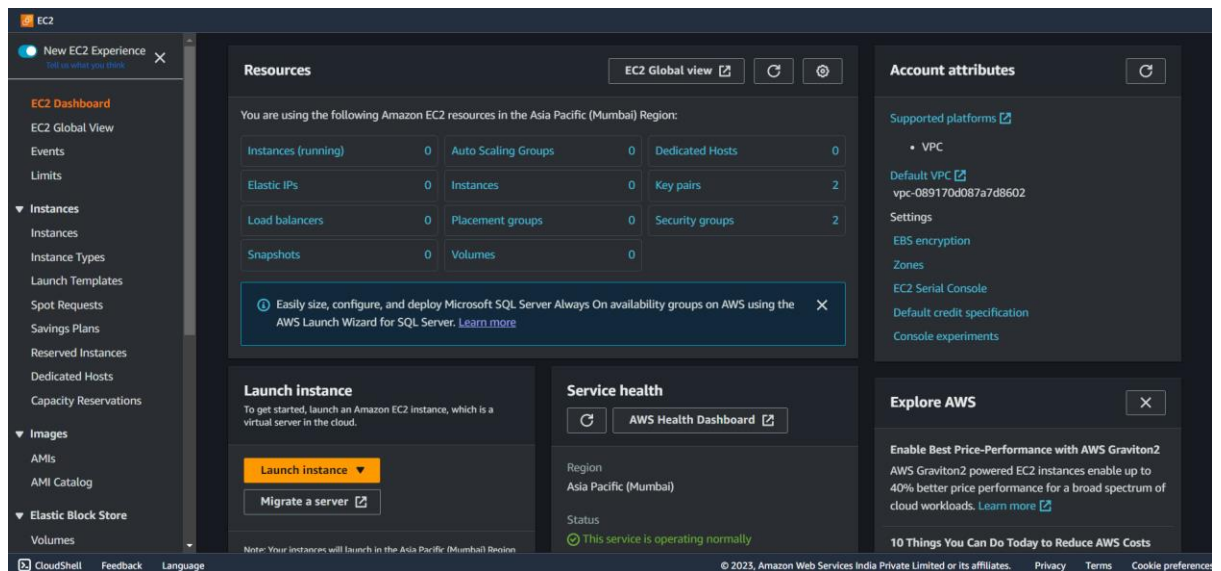 EC2
New EC2 Experience
Tell us what you think
EC2 Dashboard
EC2 Global View
Events
Limits
Instances
Instances
Instance Types
Launch Templates
Spot Requests
Savings Plans
Reserved Instances
Dedicated Hosts
Capacity Reservations
Images
AMIs
AMI Catalog
Elastic Block Store
Volumes
Resources
EC2 Global view
You are using the following Amazon EC2 resources in the Asia Pacific (Mumbai) Region:
Instances (running) 0 Auto Scaling Groups 0 Dedicated Hosts 0
Elastic IPs 0 Instances 0 Key pairs 2
Load balancers 0 Placement groups 0 Security groups 2
Snapshots 0 Volumes 0
Easily size, configure, and deploy Microsoft SQL Server Always On availability groups on AWS using the
AWS Launch Wizard for SQL Server. Learn more
Launch instance
To get started, launch an Amazon EC2 instance, which is a
virtual server in the cloud.
Launch instance
Migrate a server
Note: Your instances will launch in the Asia Pacific (Mumbai) Region
Service health
AWS Health Dashboard
Region
Asia Pacific (Mumbai)
Status
This service is operating normally
Account attributes
Supported platforms
• VPC
Default VPC
vpc-089170d087a7d8602
Settings
EBS encryption
Zones
EC2 Serial Console
Default credit specification
Console experiments
Explore AWS
Enable Best Price-Performance with AWS Graviton2
AWS Graviton2 powered EC2 instances enable up to
40% better price performance for a broad spectrum of
cloud workloads. Learn more
10 Things You Can Do Today to Reduce AWS Costs
CloudShell Feedback Language © 2023, Amazon Web Services India Private Limited or its affiliates. Privacy Terms Cookie preferences